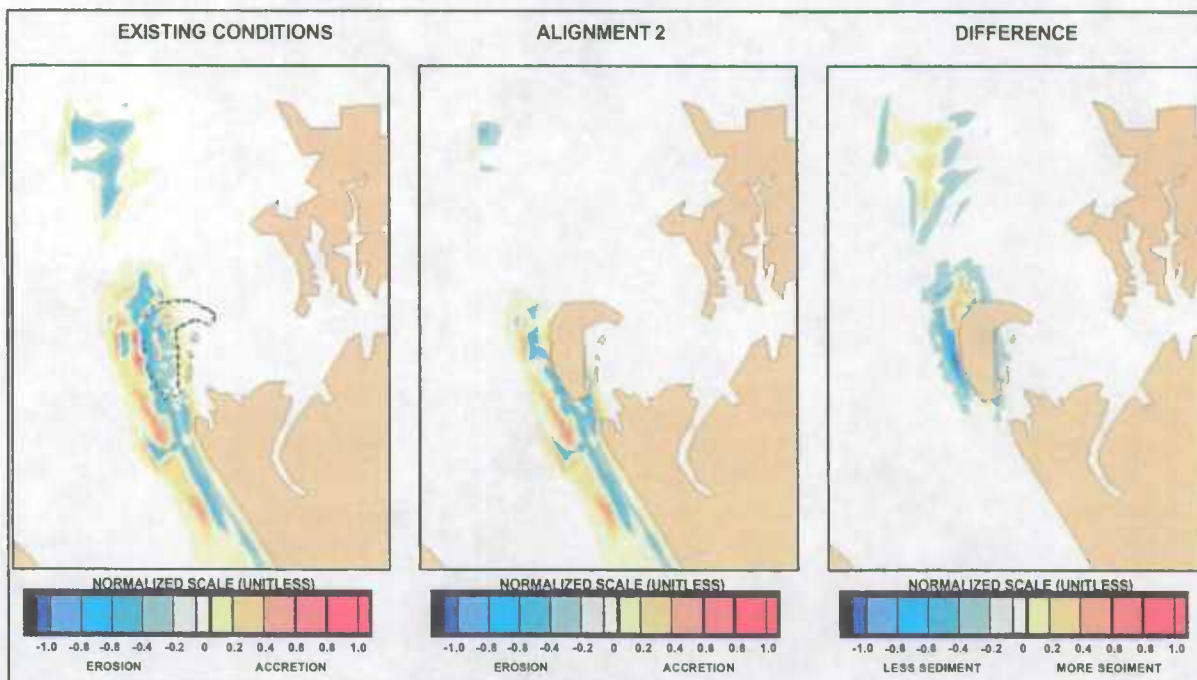 EXISTING CONDITIONS
ALIGNMENT 2
DIFFERENCE
NORMALIZED SCALE (UNITLESS)
-1.0 -0.8 -0.6 -0.4 -0.2 0 0.2 0.4 0.6 0.8 1.0
EROSION ACCRETION
NORMALIZED SCALE (UNITLESS)
-1.0 -0.8 -0.6 -0.4 -0.2 0 0.2 0.4 0.6 0.8 1.0
EROSION ACCRETION
NORMALIZED SCALE (UNITLESS)
-1.0 -0.8 -0.6 -0.4 -0.2 0 0.2 0.4 0.6 0.8 1.0
LESS SEDIMENT MORE SEDIMENT